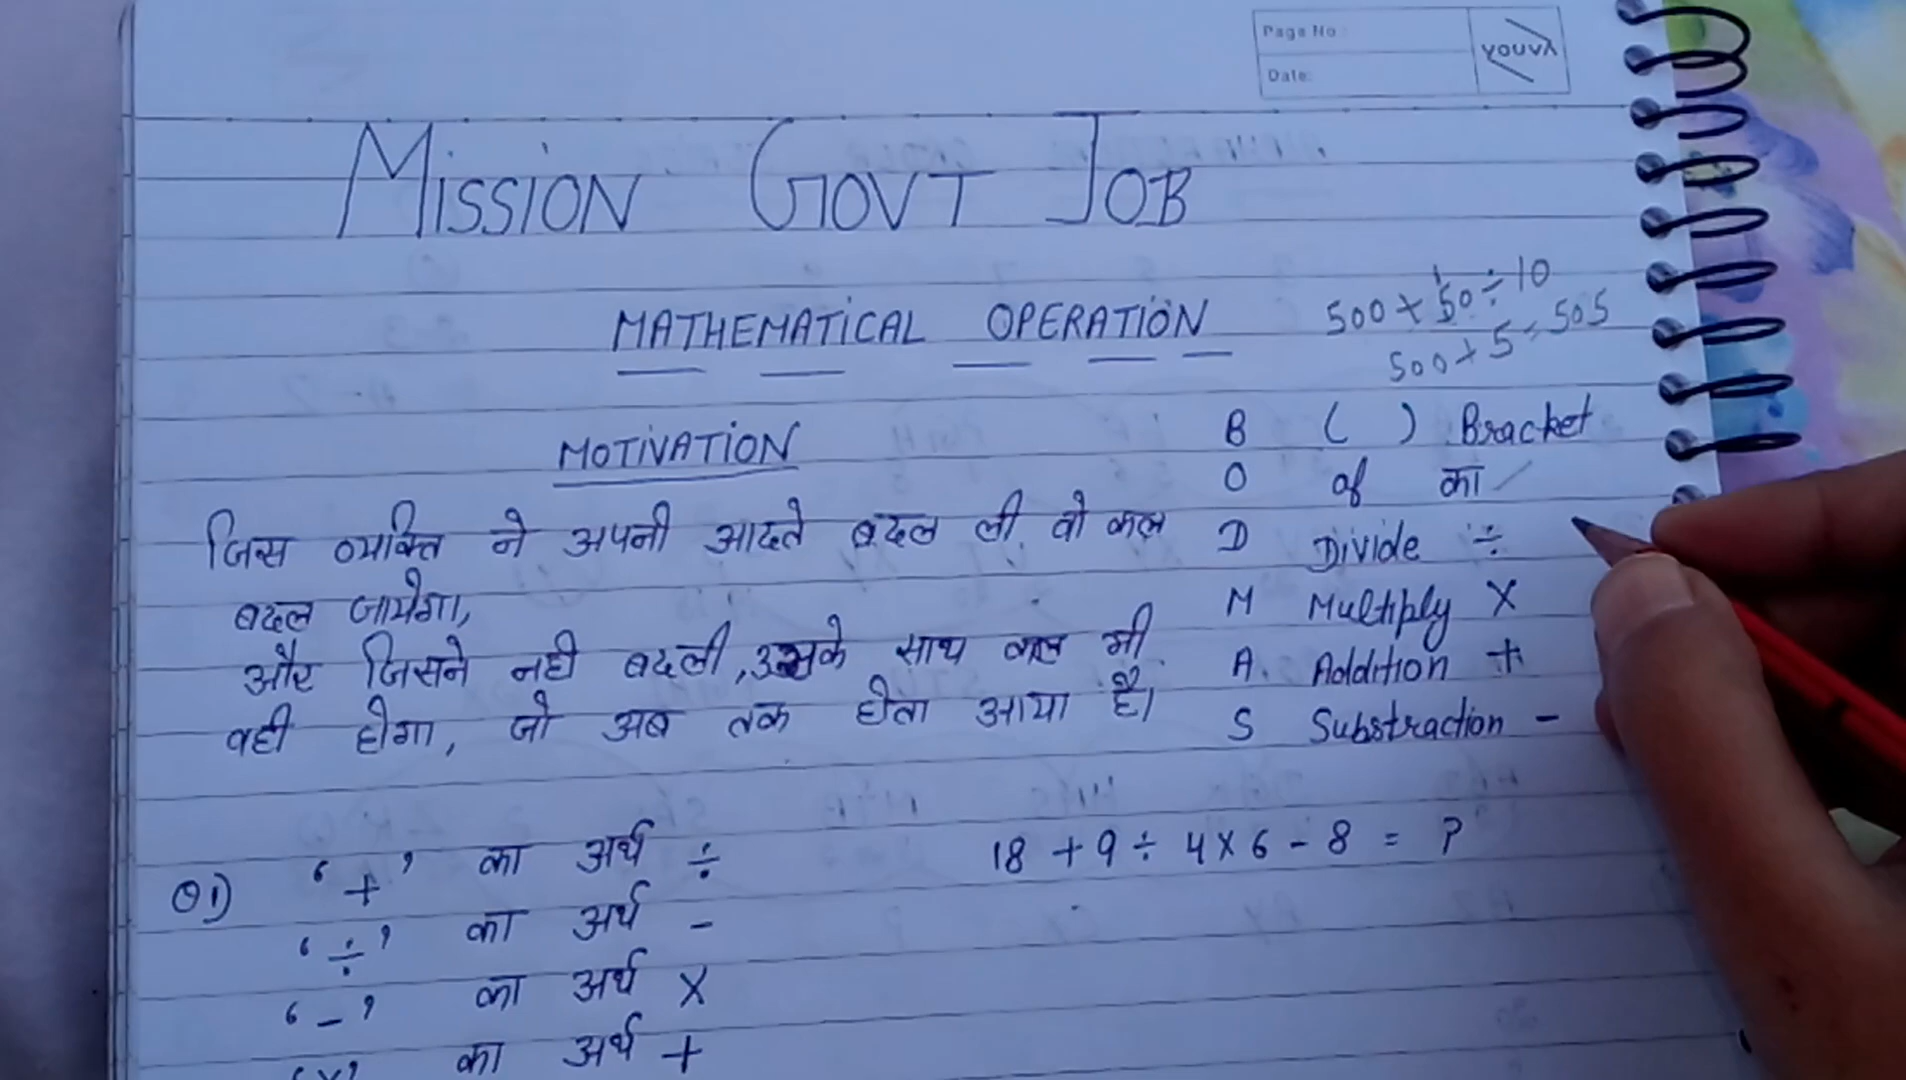 Page No:
Date:
YOUVA
MISSION GOVT JOB
MATHEMATICAL OPERATION
500 + 50 ÷ 10
500 + 5 = 505
MOTIVATION
जिस व्यक्ति ने अपनी आदते बदल ली, वो कल
बदल जायेगा,
और जिसने नही बदली, उसके साथ कल भी
वही होगा, जो अब तक होता आया है।
B ( ) Bracket
O of का
D Divide ÷
M Multiply X
A. Addition +
S Substraction -
Q1) '+' का अर्थ ÷
18 + 9 ÷ 4 X 6 - 8 = ?
'÷' का अर्थ -
'-' का अर्थ X
'X' का अर्थ +